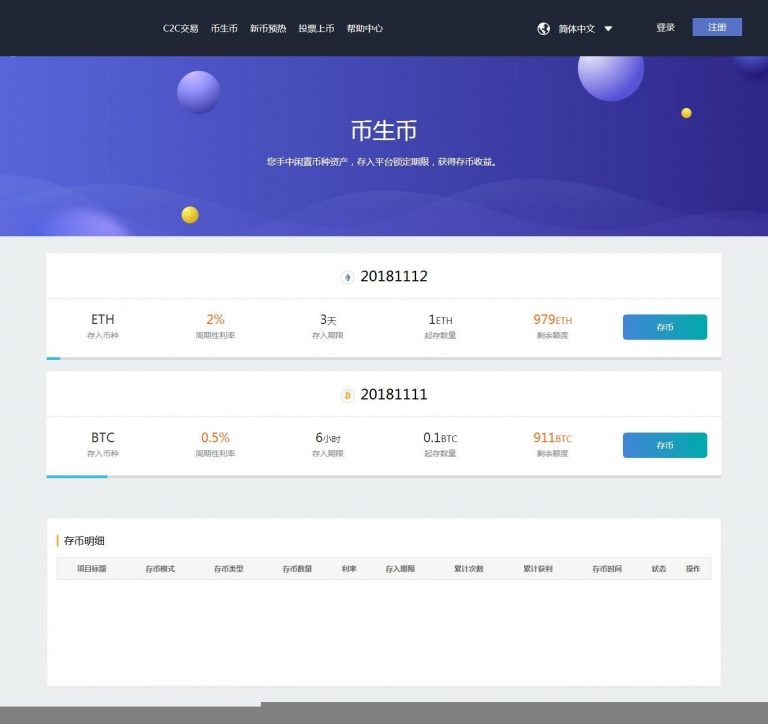 C2C交易 币生币 新币预热 投票上币 帮助中心 简体中文 登录 注册
币生币
您手中闲置币种资产，存入平台锁定期限，获得存币收益。
20181112
ETH 2% 3天 1ETH 979ETH 存币
存入币种 周期性利率 存入期限 起存数量 剩余额度
20181111
BTC 0.5% 6小时 0.1BTC 911BTC 存币
存入币种 周期性利率 存入期限 起存数量 剩余额度
存币明细
项目标题 存币模式 存币类型 存币数量 利率 存入期限 累计次数 累计获利 存币时间 状态 操作